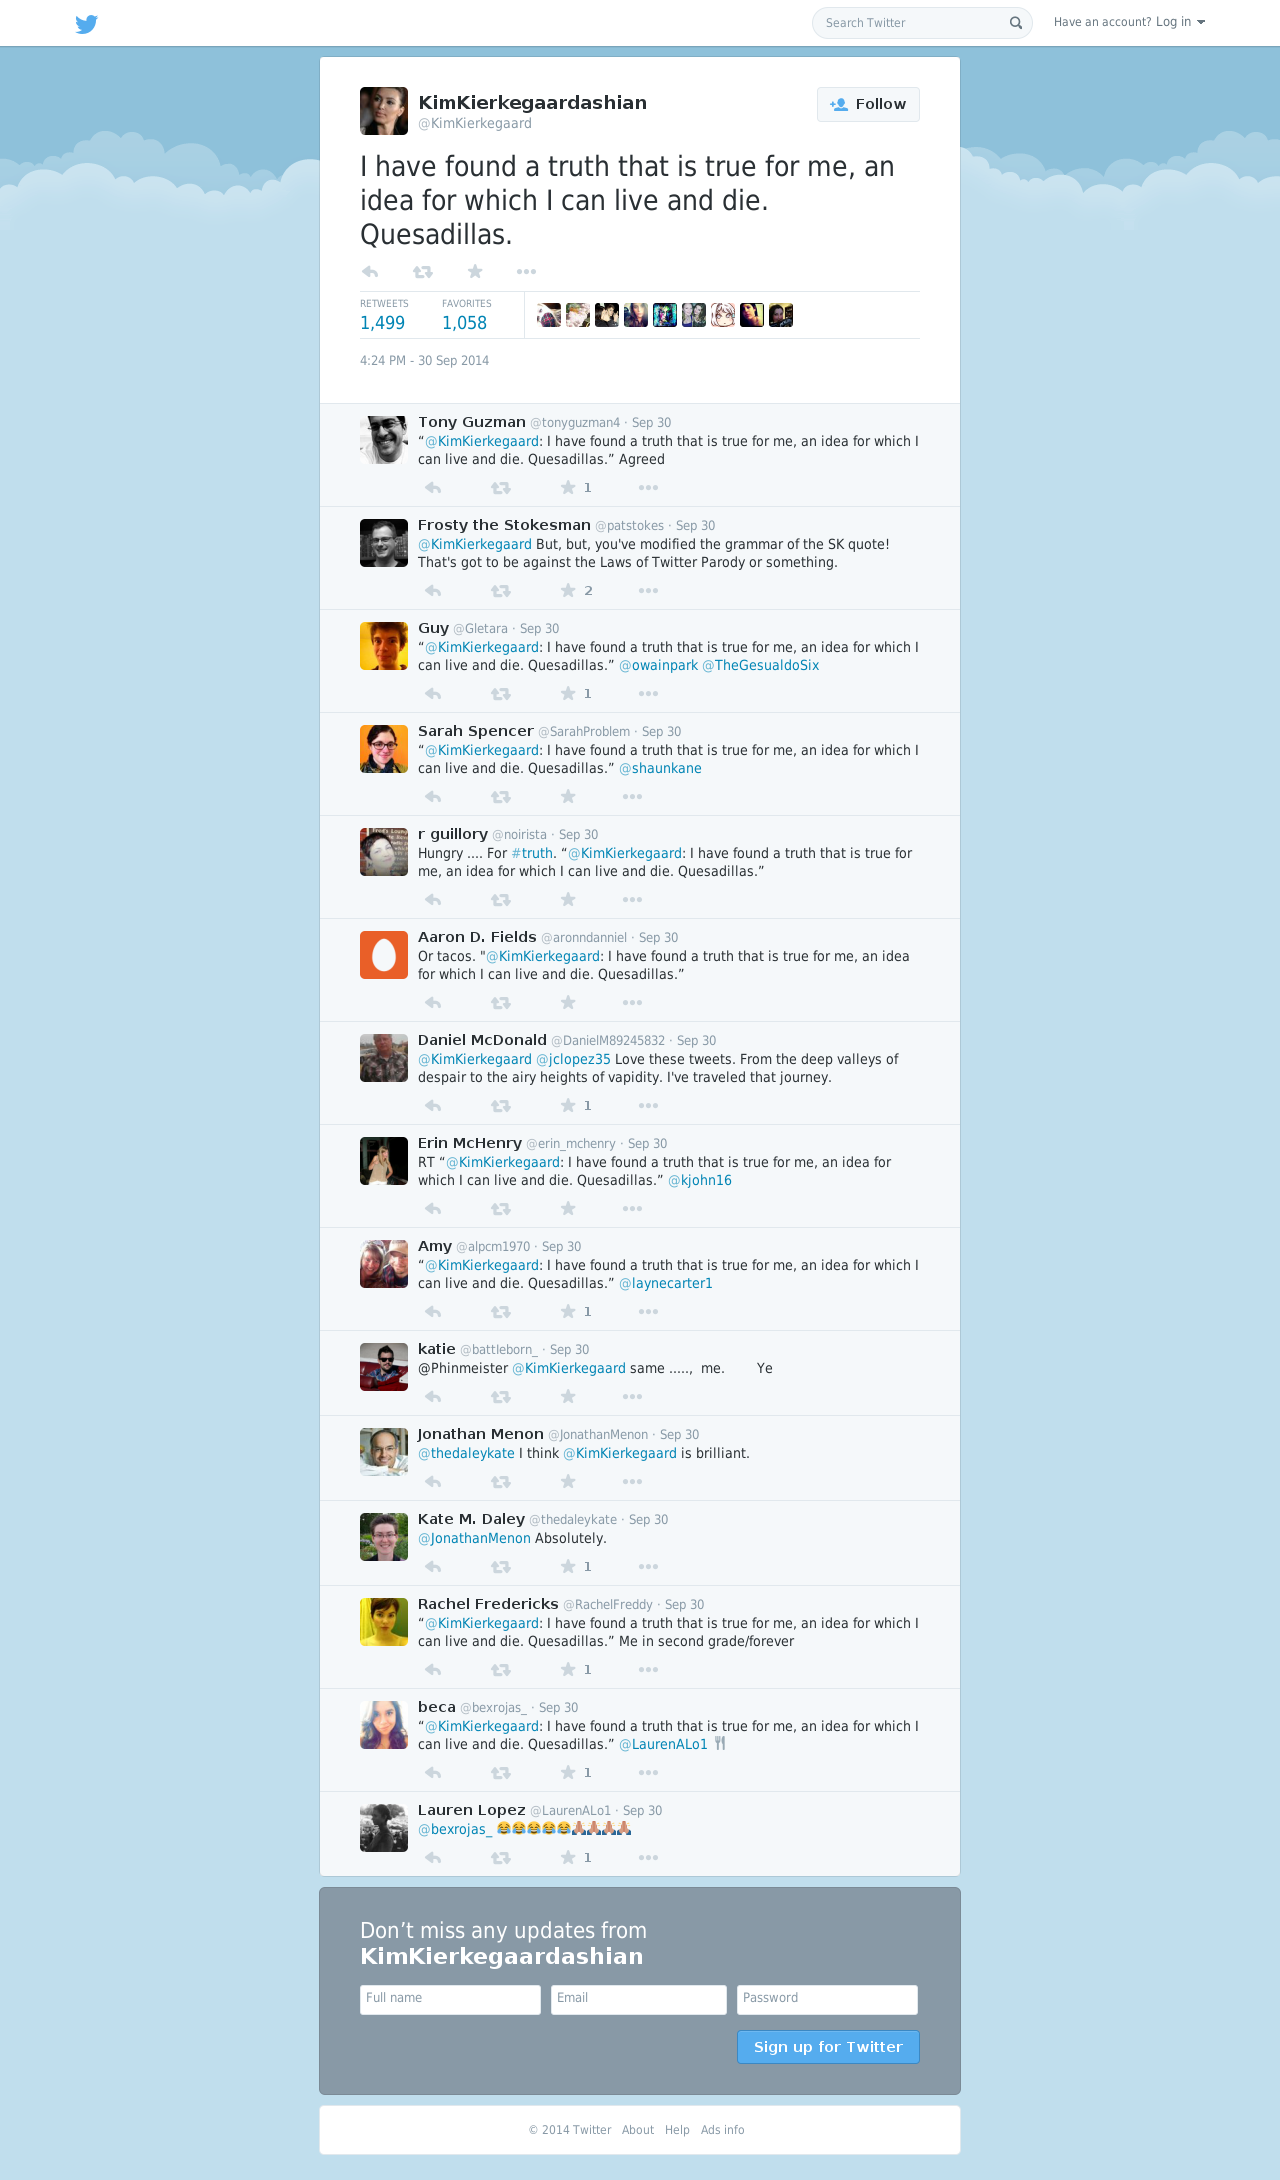 Search Twitter
Have an account? Log in
KimKierkegaardashian
@KimKierkegaard
Follow
I have found a truth that is true for me, an
idea for which I can live and die.
Quesadillas.
RETWEETS
1,499
FAVORITES
1,058
4:24 PM - 30 Sep 2014
Tony Guzman @tonyguzman4 · Sep 30
“@KimKierkegaard: I have found a truth that is true for me, an idea for which I
can live and die. Quesadillas.” Agreed
1
Frosty the Stokesman @patstokes · Sep 30
@KimKierkegaard But, but, you've modified the grammar of the SK quote!
That's got to be against the Laws of Twitter Parody or something.
2
Guy @Gletara · Sep 30
“@KimKierkegaard: I have found a truth that is true for me, an idea for which I
can live and die. Quesadillas.” @owainpark @TheGesualdoSix
1
Sarah Spencer @SarahProblem · Sep 30
“@KimKierkegaard: I have found a truth that is true for me, an idea for which I
can live and die. Quesadillas.” @shaunkane
r guillory @noirista · Sep 30
Hungry .... For #truth. “@KimKierkegaard: I have found a truth that is true for
me, an idea for which I can live and die. Quesadillas.”
Aaron D. Fields @aronndanniel · Sep 30
Or tacos. "@KimKierkegaard: I have found a truth that is true for me, an idea
for which I can live and die. Quesadillas.”
Daniel McDonald @DanielM89245832 · Sep 30
@KimKierkegaard @jclopez35 Love these tweets. From the deep valleys of
despair to the airy heights of vapidity. I've traveled that journey.
1
Erin McHenry @erin_mchenry · Sep 30
RT “@KimKierkegaard: I have found a truth that is true for me, an idea for
which I can live and die. Quesadillas.” @kjohn16
Amy @alpcm1970 · Sep 30
“@KimKierkegaard: I have found a truth that is true for me, an idea for which I
can live and die. Quesadillas.” @laynecarter1
1
katie @battleborn_ · Sep 30
@Phinmeister @KimKierkegaard same ....., me. Ye
Jonathan Menon @JonathanMenon · Sep 30
@thedaleykate I think @KimKierkegaard is brilliant.
Kate M. Daley @thedaleykate · Sep 30
@JonathanMenon Absolutely.
1
Rachel Fredericks @RachelFreddy · Sep 30
“@KimKierkegaard: I have found a truth that is true for me, an idea for which I
can live and die. Quesadillas.” Me in second grade/forever
1
beca @bexrojas_ · Sep 30
“@KimKierkegaard: I have found a truth that is true for me, an idea for which I
can live and die. Quesadillas.” @LaurenALo1 🍴
1
Lauren Lopez @LaurenALo1 · Sep 30
@bexrojas_ 😂😂😂😂😂🙏🙏🙏🙏
1
Don’t miss any updates from
KimKierkegaardashian
Full name
Email
Password
Sign up for Twitter
© 2014 Twitter About Help Ads info